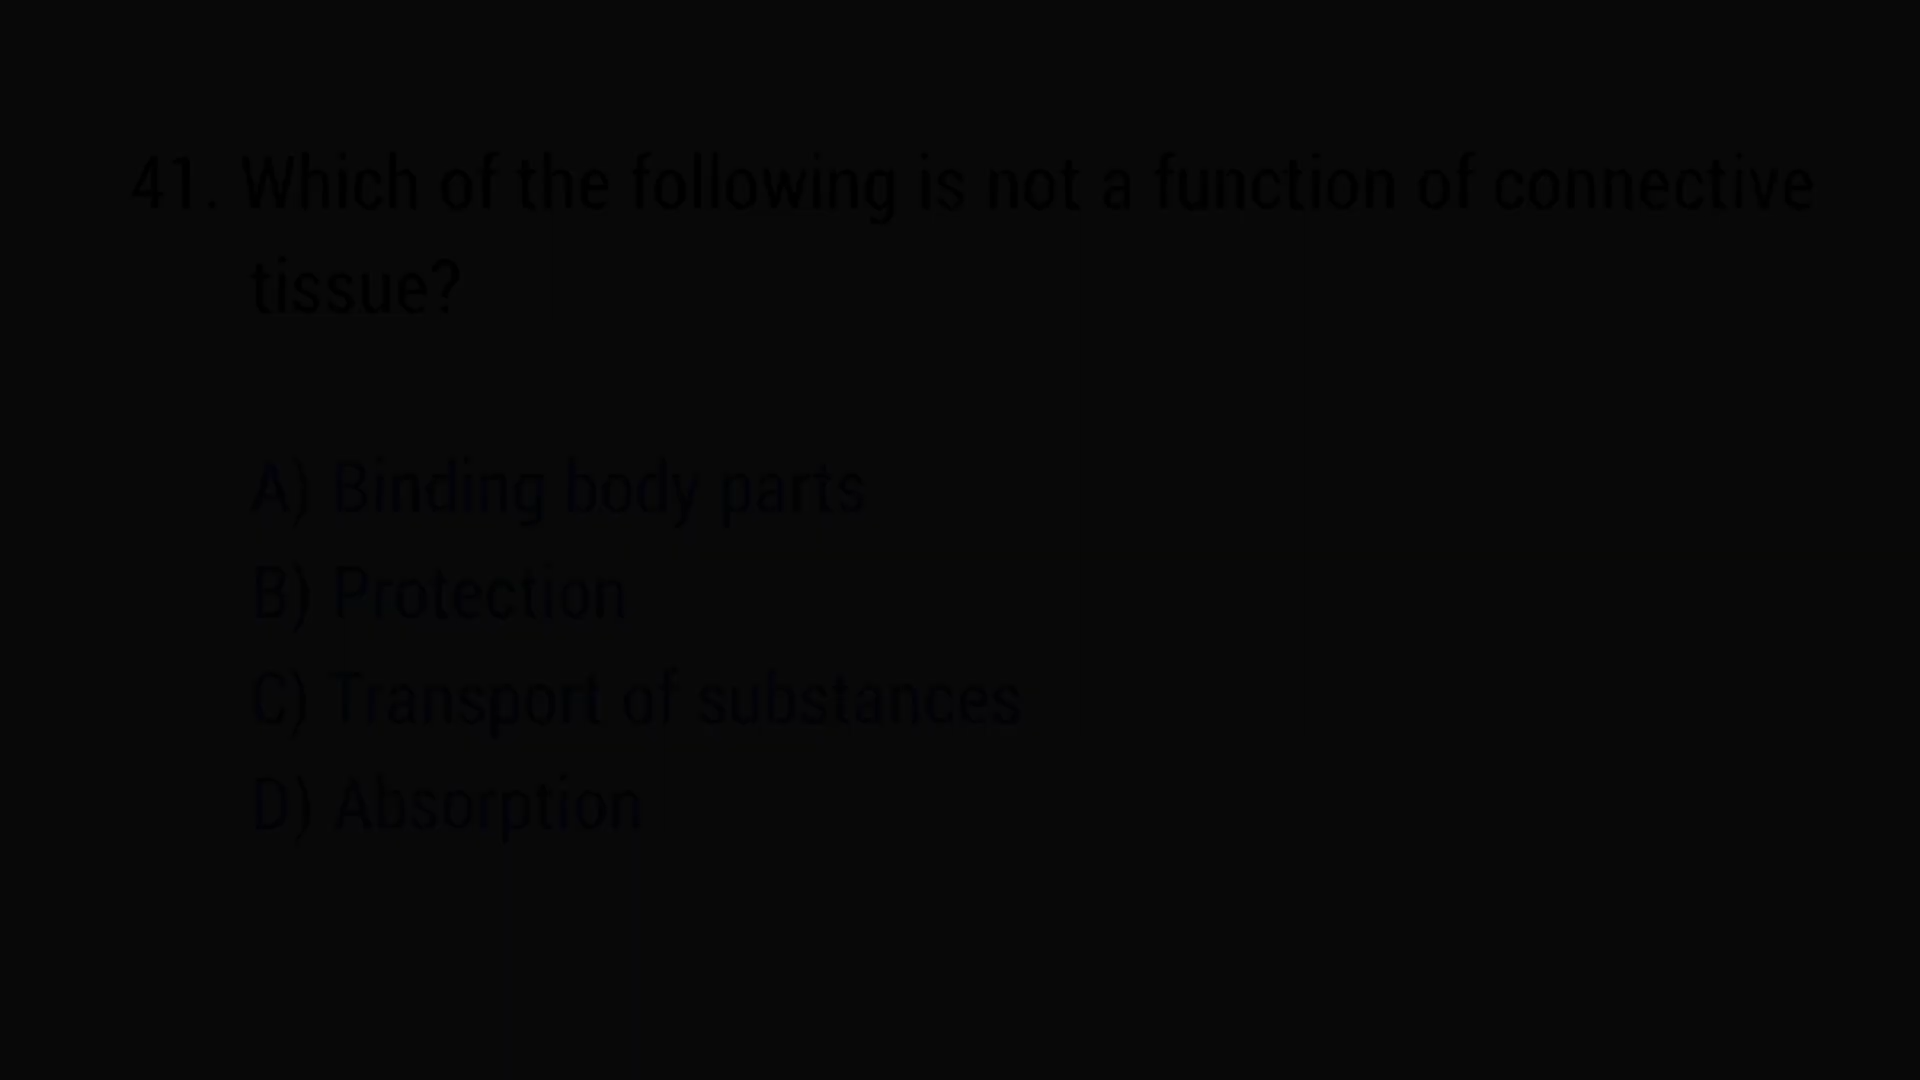 41. Which of the following is not a function of connective
tissue?
A) Binding body parts
B) Protection
C) Transport of substances
D) Absorption